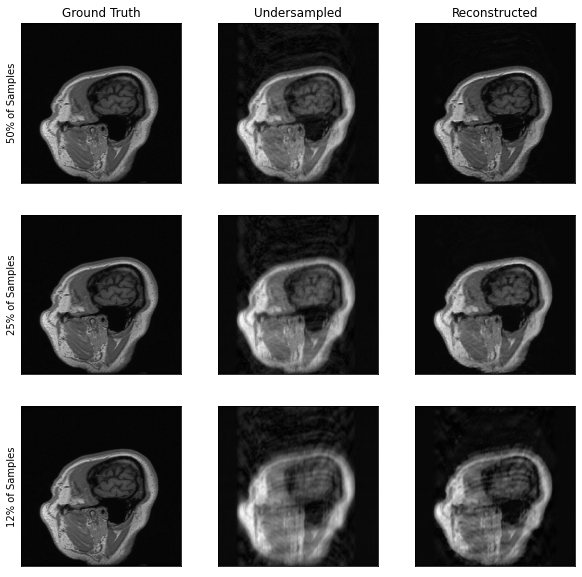 Ground Truth
Undersampled
Reconstructed
50% of Samples
25% of Samples
12% of Samples